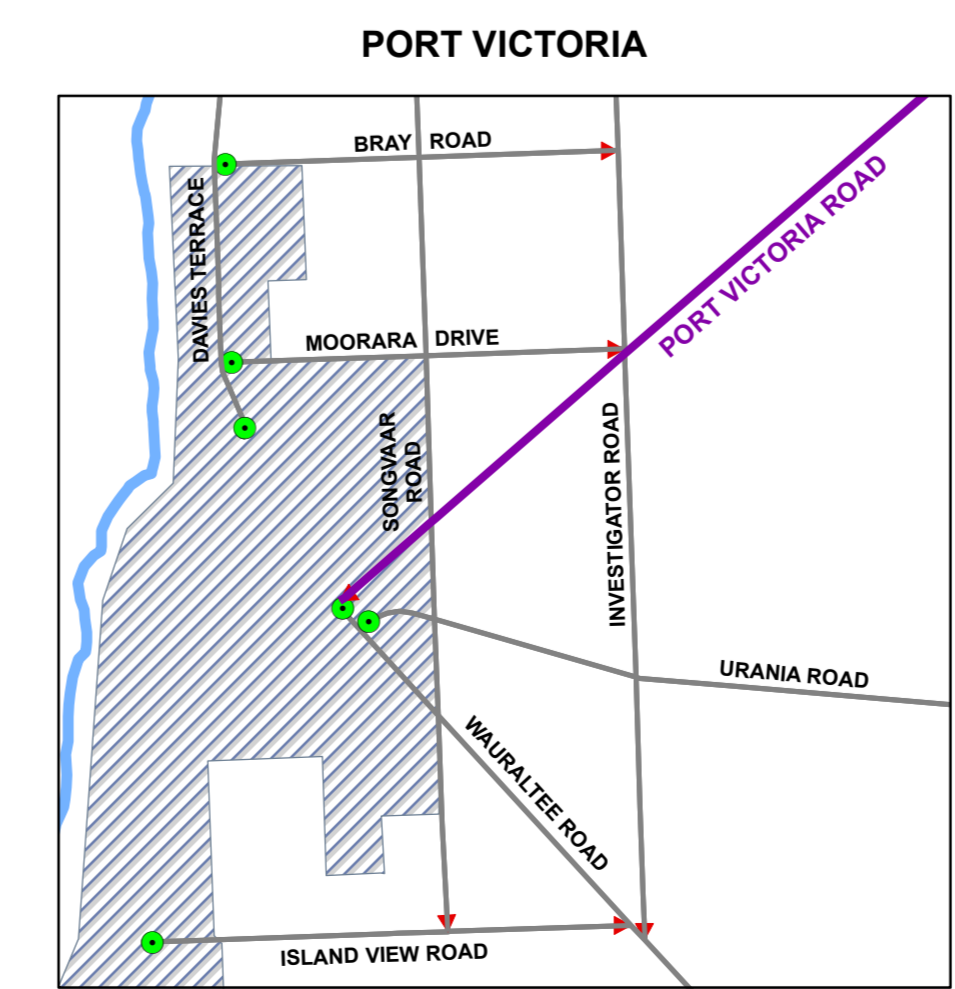 PORT VICTORIA
BRAY ROAD
DAVIES TERRACE
PORT VICTORIA ROAD
MOORARA DRIVE
SONGVAAR
ROAD
INVESTIGATOR ROAD
URANIA ROAD
WAURALTEE ROAD
ISLAND VIEW ROAD